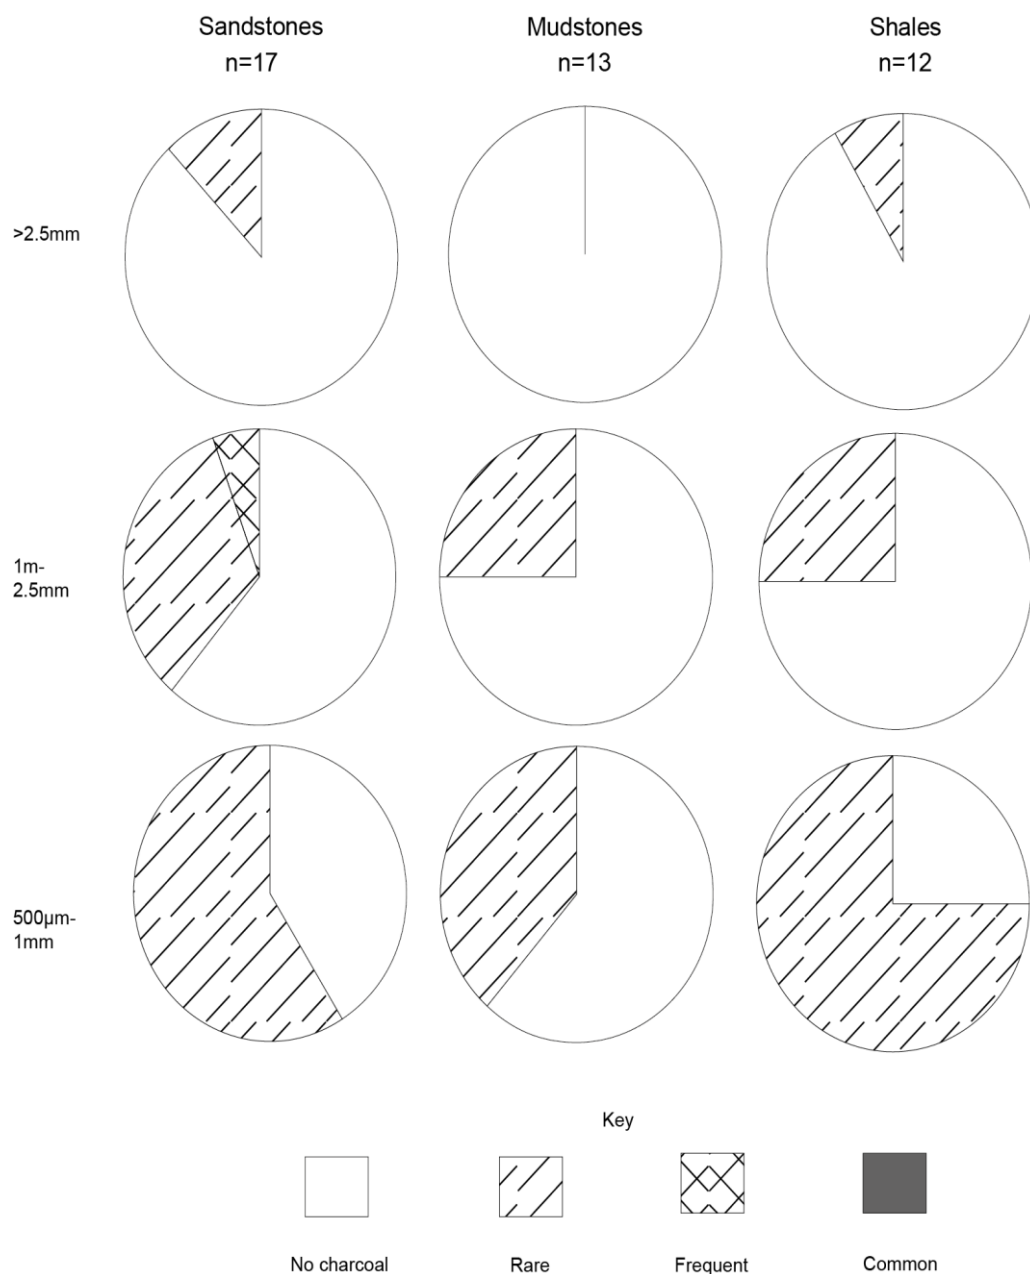 Sandstones
n=17
Mudstones
n=13
Shales
n=12
>2.5mm
1m-
2.5mm
500µm-
1mm
Key
No charcoal
Rare
Frequent
Common